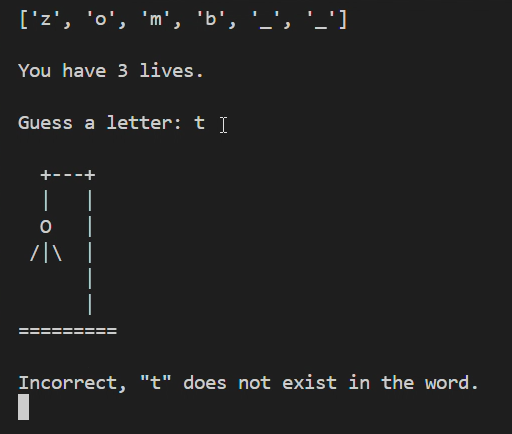 ['z', 'o', 'm', 'b', '_', '_']
You have 3 lives.
Guess a letter: t
  +---+
  |   |
  O   |
 /|\  |
      |
      |
=========
Incorrect, "t" does not exist in the word.